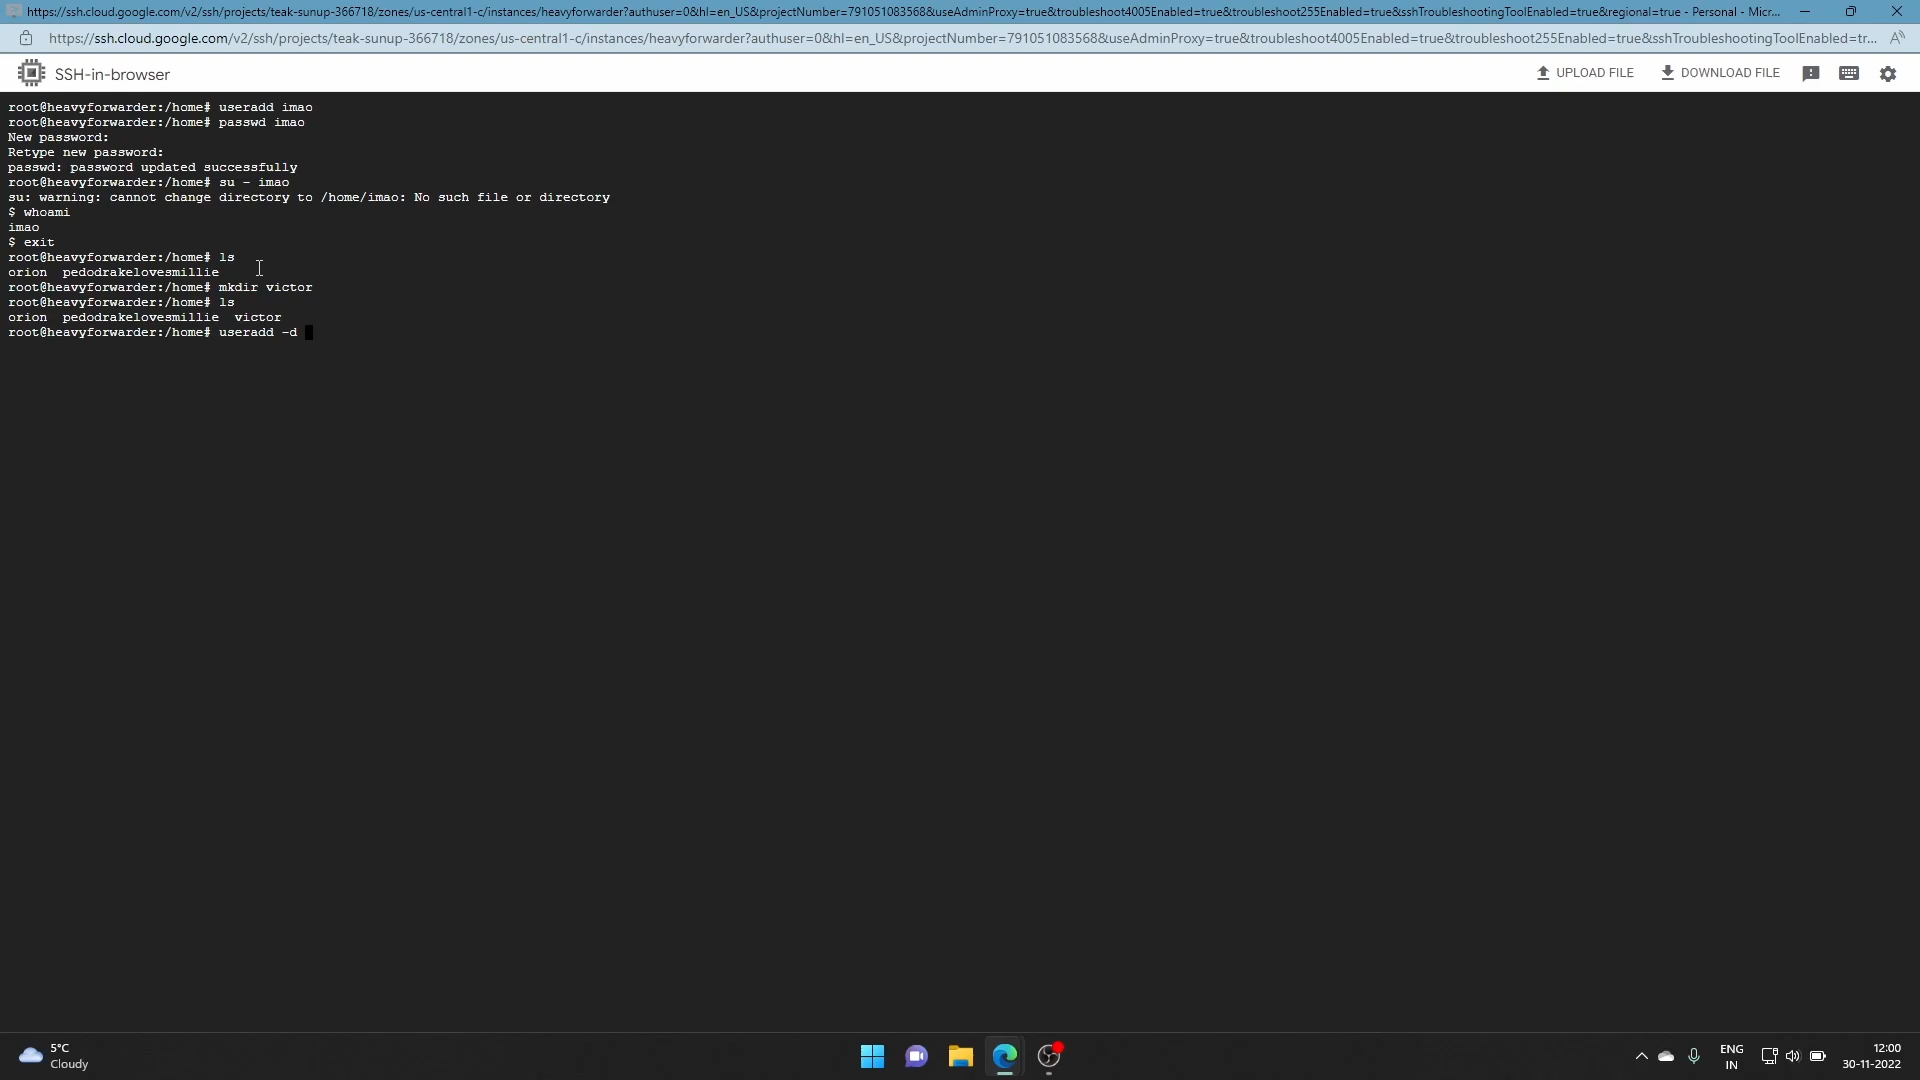 https://ssh.cloud.google.com/v2/ssh/projects/teak-sunup-366718/zones/us-central1-c/instances/heavyforwarder?authuser=0&hl=en_US&projectNumber=791051083568&useAdminProxy=true&troubleshoot4005Enabled=true&troubleshoot255Enabled=true&sshTroubleshootingToolEnabled=true&regional=true - Personal - Micr...
https://ssh.cloud.google.com/v2/ssh/projects/teak-sunup-366718/zones/us-central1-c/instances/heavyforwarder?authuser=0&hl=en_US&projectNumber=791051083568&useAdminProxy=true&troubleshoot4005Enabled=true&troubleshoot255Enabled=true&sshTroubleshootingToolEnabled=tr...
SSH-in-browser
UPLOAD FILE
DOWNLOAD FILE
root@heavyforwarder:/home# useradd imao
root@heavyforwarder:/home# passwd imao
New password:
Retype new password:
passwd: password updated successfully
root@heavyforwarder:/home# su - imao
su: warning: cannot change directory to /home/imao: No such file or directory
$ whoami
imao
$ exit
root@heavyforwarder:/home# ls
orion  pedodrakelovesmillie
root@heavyforwarder:/home# mkdir victor
root@heavyforwarder:/home# ls
orion  pedodrakelovesmillie  victor
root@heavyforwarder:/home# useradd -d
5°C
Cloudy
ENG
IN
12:00
30-11-2022